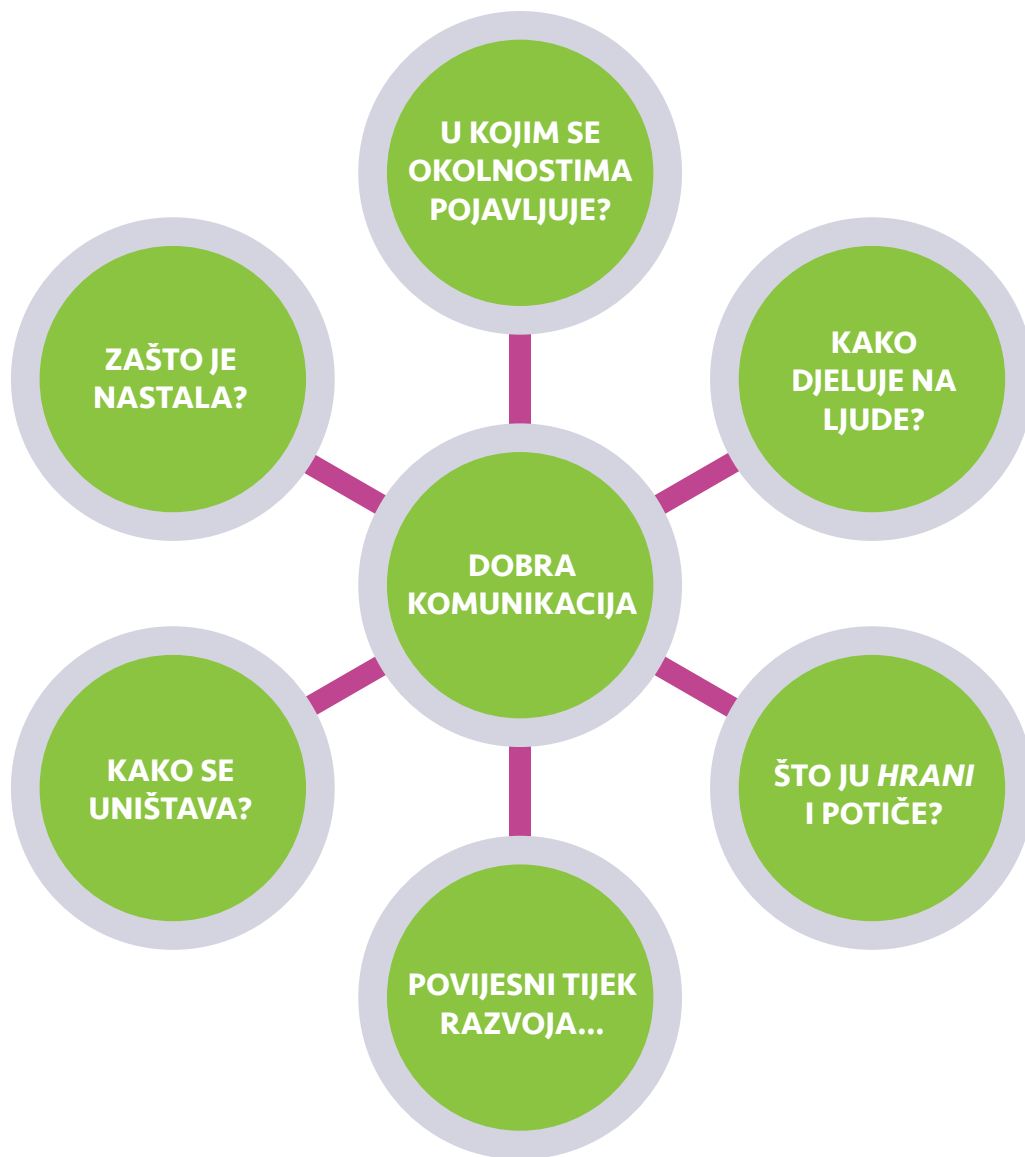 U KOJIM SE
OKOLNOSTIMA
POJAVLJUJE?
ZAŠTO JE
NASTALA?
KAKO
DJELUJE NA
LJUDE?
DOBRA
KOMUNIKACIJA
KAKO SE
UNIŠTAVA?
ŠTO JU HRANI
I POTIČE?
POVIJESNI TIJEK
RAZVOJA...